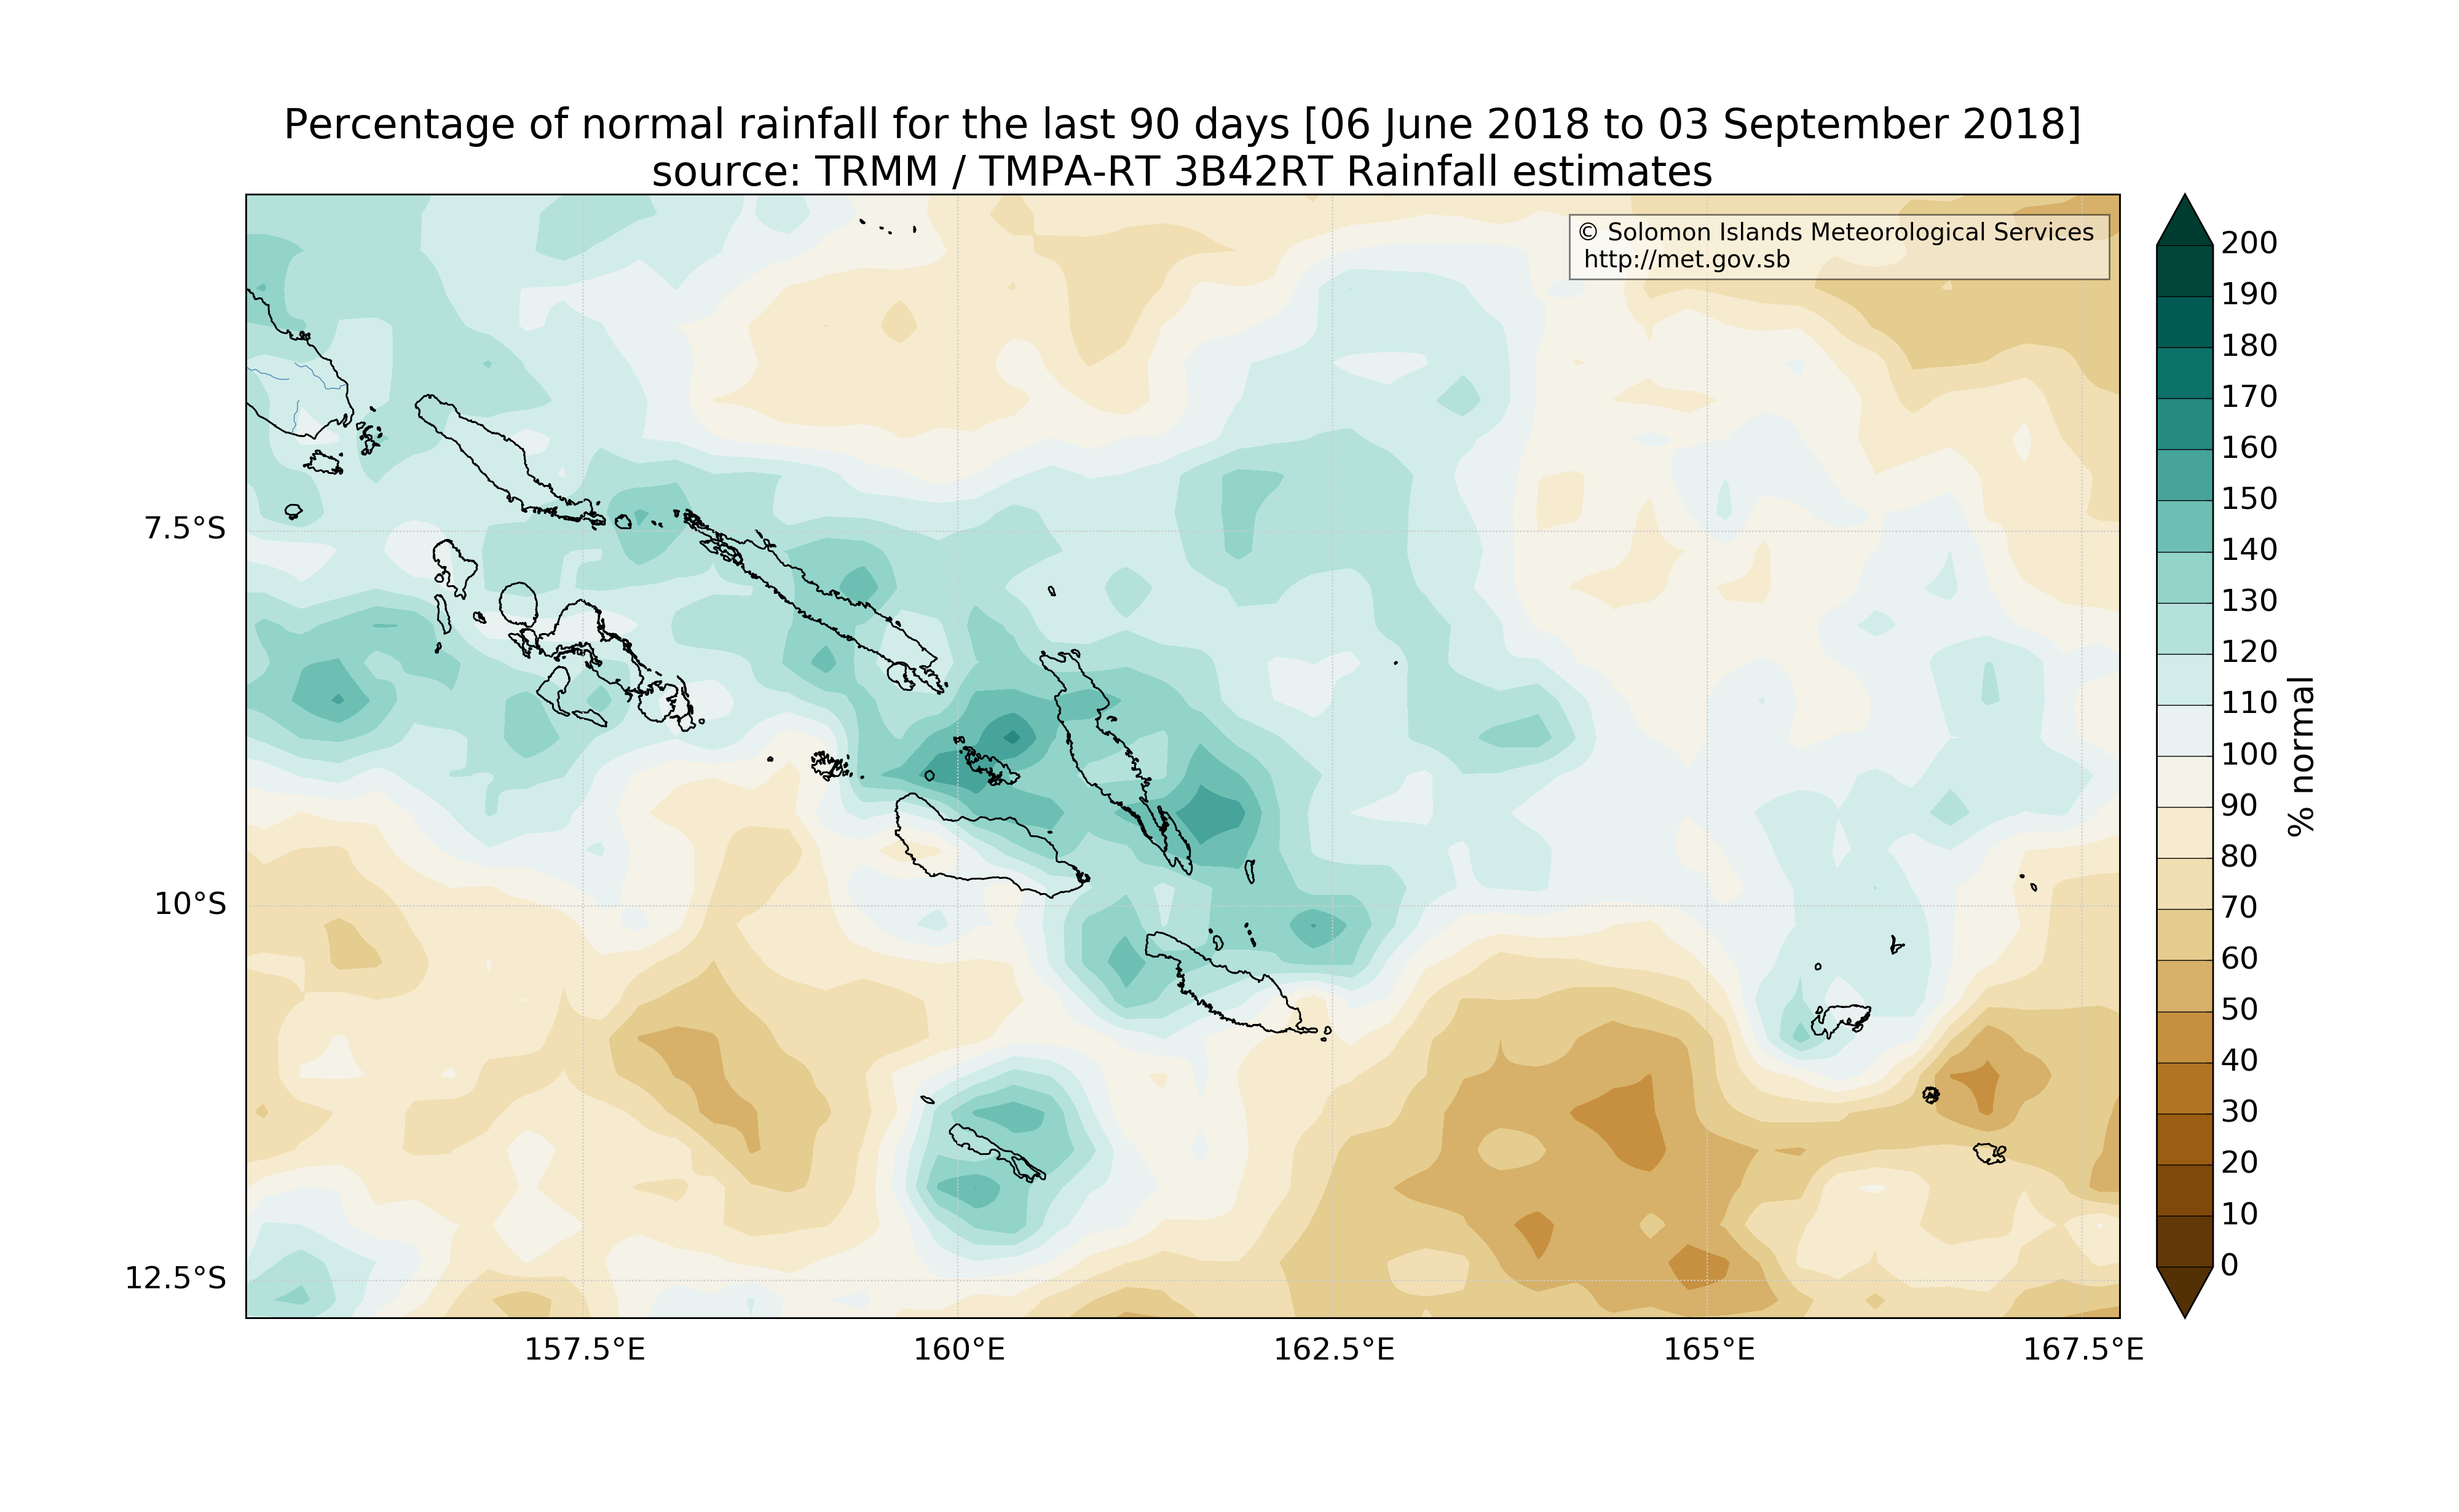 Percentage of normal rainfall for the last 90 days [06 June 2018 to 03 September 2018]
source: TRMM / TMPA-RT 3B42RT Rainfall estimates
© Solomon Islands Meteorological Services
http://met.gov.sb
7.5°S
10°S
12.5°S
157.5°E
160°E
162.5°E
165°E
167.5°E
200
190
180
170
160
150
140
130
120
110
100
90
80
70
60
50
40
30
20
10
0
% normal